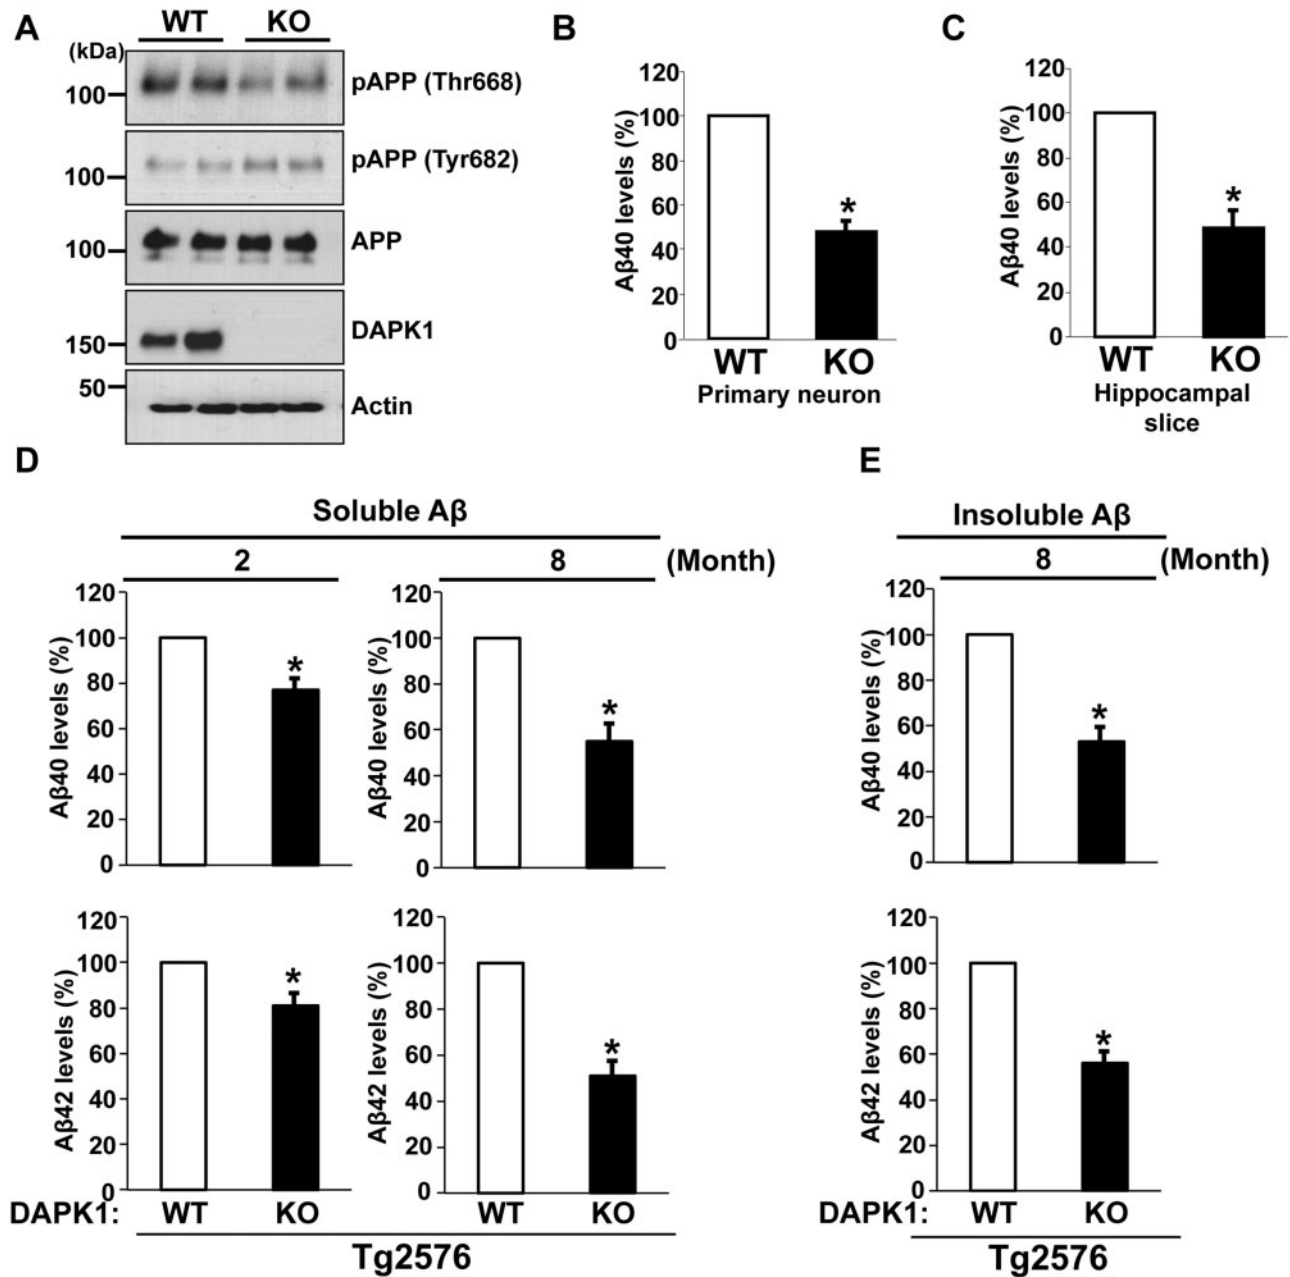 A
WT KO
(kDa)
100 pAPP (Thr668)
100 pAPP (Tyr682)
100 APP
150 DAPK1
50
Actin
B
Aβ40 levels (%)
120
100
80
60
40
20
0
*
WT KO
Primary neuron
C
Aβ40 levels (%)
120
100
80
60
40
20
0
*
WT KO
Hippocampal
slice
D
Soluble Aβ
2 8 (Month)
Aβ40 levels (%)
120
100
80
60
40
20
0
*
Aβ40 levels (%)
120
100
80
60
40
20
0
*
Aβ42 levels (%)
120
100
80
60
40
20
0
*
Aβ42 levels (%)
120
100
80
60
40
20
0
*
DAPK1: WT KO WT KO
Tg2576
E
Insoluble Aβ
8 (Month)
Aβ40 levels (%)
120
100
80
60
40
20
0
*
Aβ42 levels (%)
120
100
80
60
40
20
0
*
DAPK1: WT KO
Tg2576